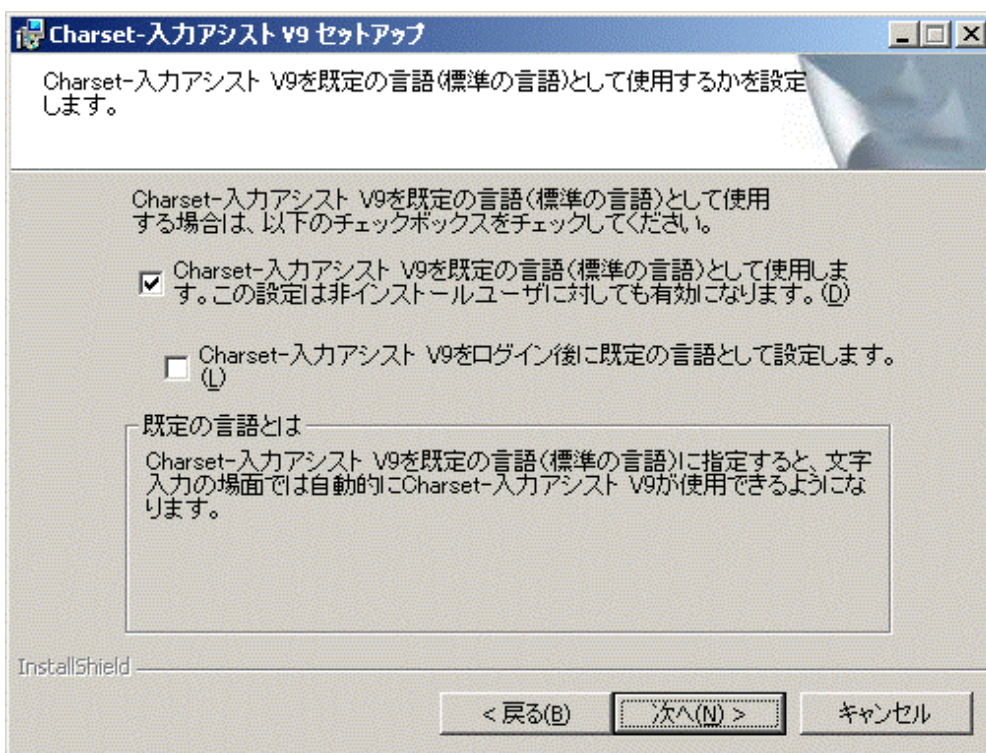 Charset-入力アシスト V9 セットアップ
Charset-入力アシスト V9を既定の言語(標準の言語)として使用するかを設定
します。
Charset-入力アシスト V9を既定の言語(標準の言語)として使用
する場合は、以下のチェックボックスをチェックしてください。
Charset-入力アシスト V9を既定の言語(標準の言語)として使用しま
す。この設定は非インストールユーザに対しても有効になります。(D)
Charset-入力アシスト V9をログイン後に既定の言語として設定します。
(L)
既定の言語とは
Charset-入力アシスト V9を既定の言語(標準の言語)に指定すると、文字
入力の場面では自動的にCharset-入力アシスト V9が使用できるようにな
ります。
InstallShield
< 戻る(B) 次へ(N) > キャンセル